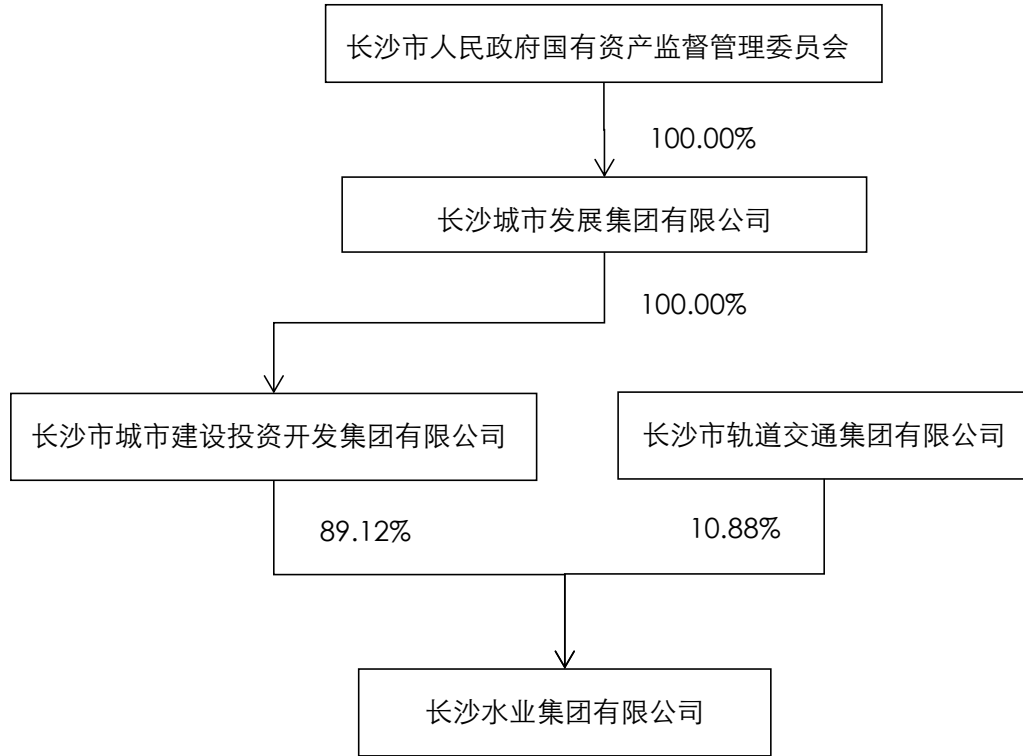 长沙市人民政府国有资产监督管理委员会
100.00%
长沙城市发展集团有限公司
100.00%
长沙市城市建设投资开发集团有限公司
长沙市轨道交通集团有限公司
89.12%
10.88%
长沙水业集团有限公司